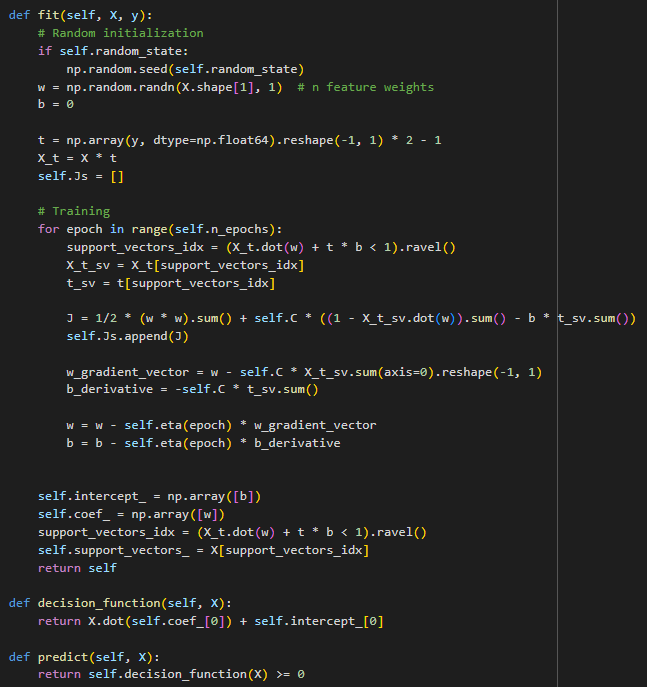 def fit(self, X, y):
    # Random initialization
    if self.random_state:
        np.random.seed(self.random_state)
    w = np.random.randn(X.shape[1], 1)  # n feature weights
    b = 0

    t = np.array(y, dtype=np.float64).reshape(-1, 1) * 2 - 1
    X_t = X * t
    self.Js = []

    # Training
    for epoch in range(self.n_epochs):
        support_vectors_idx = (X_t.dot(w) + t * b < 1).ravel()
        X_t_sv = X_t[support_vectors_idx]
        t_sv = t[support_vectors_idx]

        J = 1/2 * (w * w).sum() + self.C * ((1 - X_t_sv.dot(w)).sum() - b * t_sv.sum())
        self.Js.append(J)

        w_gradient_vector = w - self.C * X_t_sv.sum(axis=0).reshape(-1, 1)
        b_derivative = -self.C * t_sv.sum()

        w = w - self.eta(epoch) * w_gradient_vector
        b = b - self.eta(epoch) * b_derivative


    self.intercept_ = np.array([b])
    self.coef_ = np.array([w])
    support_vectors_idx = (X_t.dot(w) + t * b < 1).ravel()
    self.support_vectors_ = X[support_vectors_idx]
    return self

def decision_function(self, X):
    return X.dot(self.coef_[0]) + self.intercept_[0]

def predict(self, X):
    return self.decision_function(X) >= 0